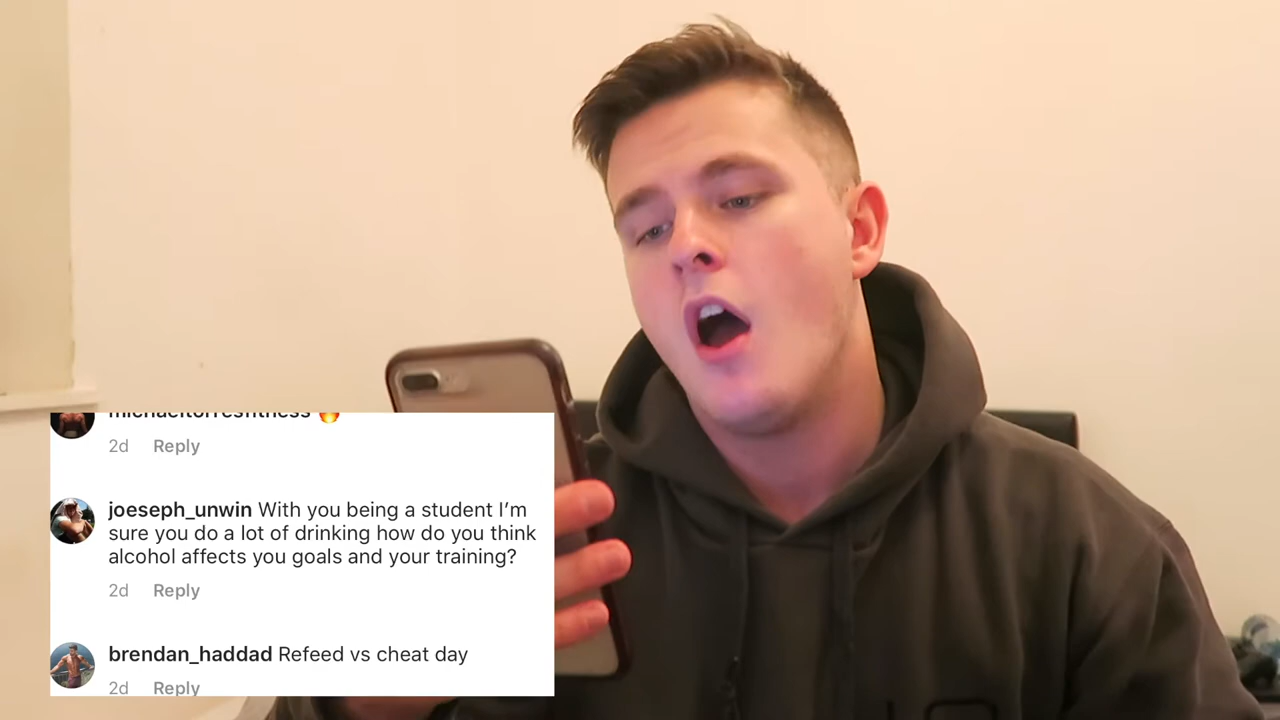 michaeltorresfitness 🔥
2d Reply
joeseph_unwin With you being a student I'm
sure you do a lot of drinking how do you think
alcohol affects you goals and your training?
2d Reply
brendan_haddad Refeed vs cheat day
2d Reply